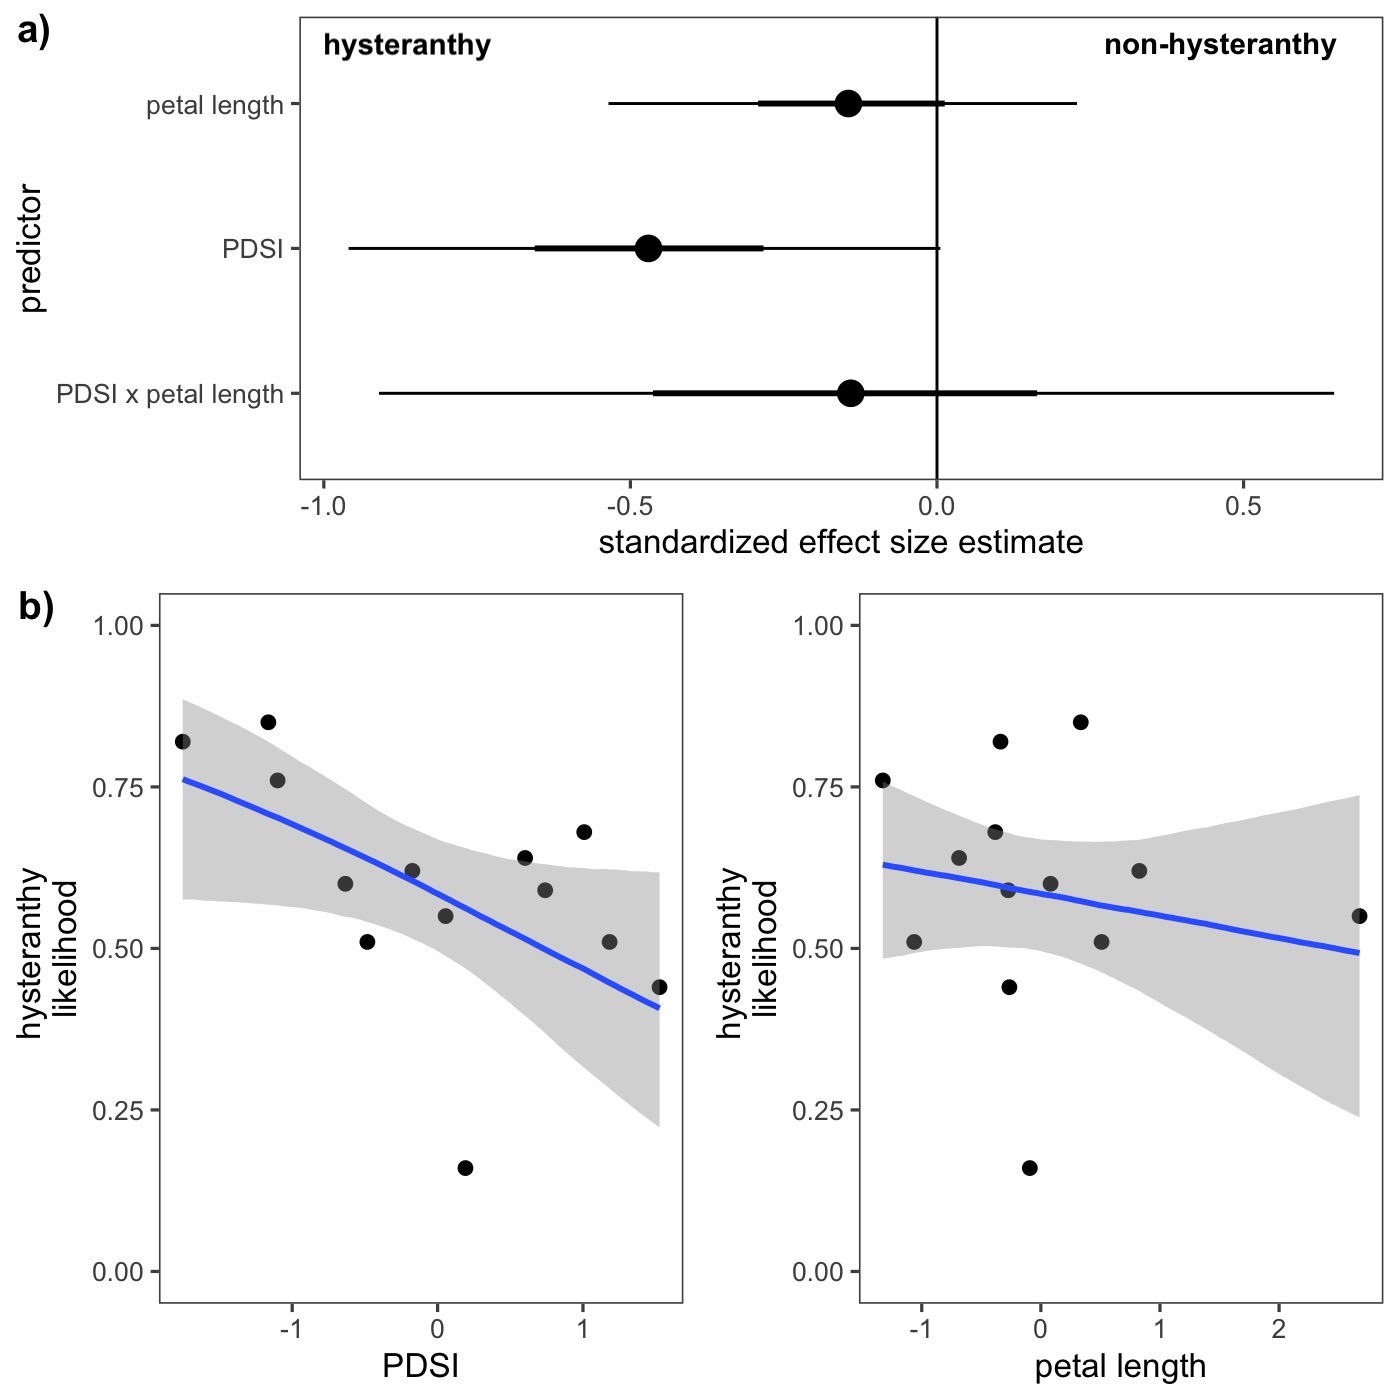 a)
hysteranthy
non-hysteranthy
petal length
PDSI
PDSI x petal length
predictor
-1.0
-0.5
0.0
0.5
standardized effect size estimate
b)
hysteranthy
likelihood
1.00
0.75
0.50
0.25
0.00
-1
0
1
PDSI
hysteranthy
likelihood
1.00
0.75
0.50
0.25
0.00
-1
0
1
2
petal length